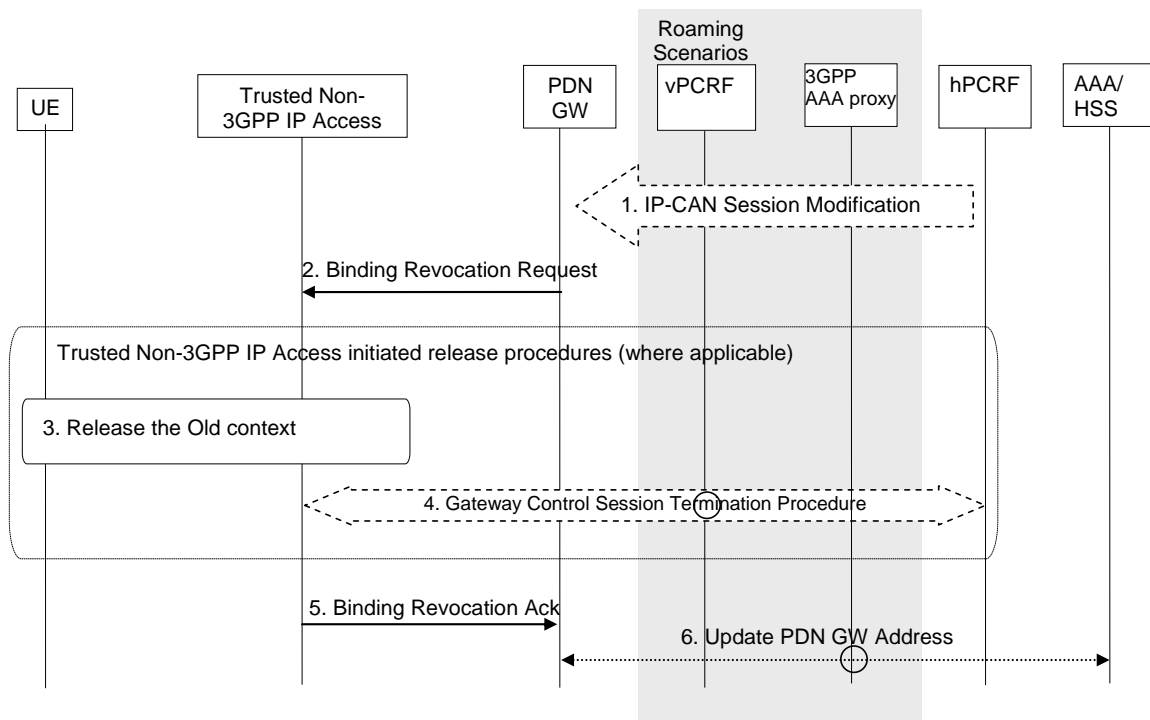 Roaming
Scenarios
UE
Trusted Non-
3GPP IP Access
PDN
GW
vPCRF
3GPP
AAA proxy
hPCRF
AAA/
HSS
1. IP-CAN Session Modification
2. Binding Revocation Request
Trusted Non-3GPP IP Access initiated release procedures (where applicable)
3. Release the Old context
4. Gateway Control Session Termination Procedure
5. Binding Revocation Ack
6. Update PDN GW Address